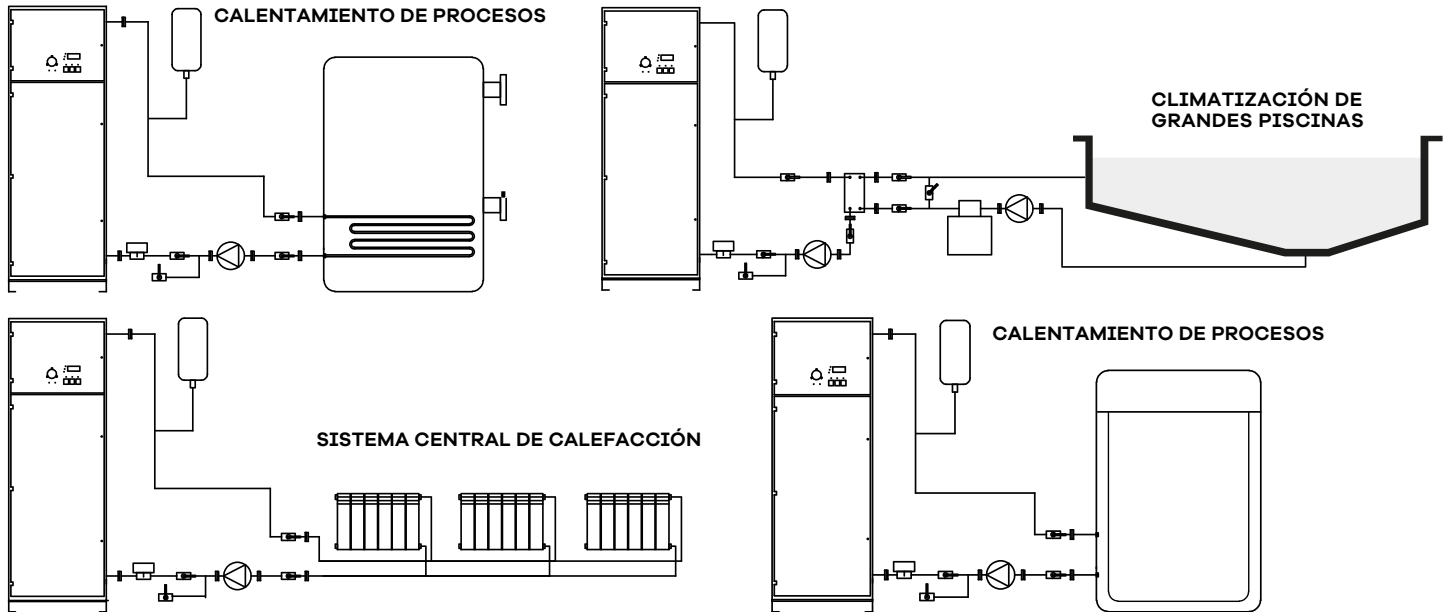 CALENTAMIENTO DE PROCESOS
CLIMATIZACIÓN DE
GRANDES PISCINAS
SISTEMA CENTRAL DE CALEFACCIÓN
CALENTAMIENTO DE PROCESOS